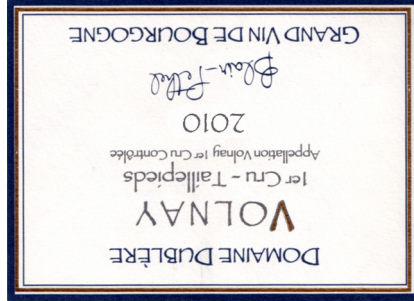 DOMAINE DUBLÈRE
VOLNAY
1er Cru - Taillepieds
Appellation Volnay 1er Cru Contrôlée
2010
Blair Pethel
GRAND VIN DE BOURGOGNE